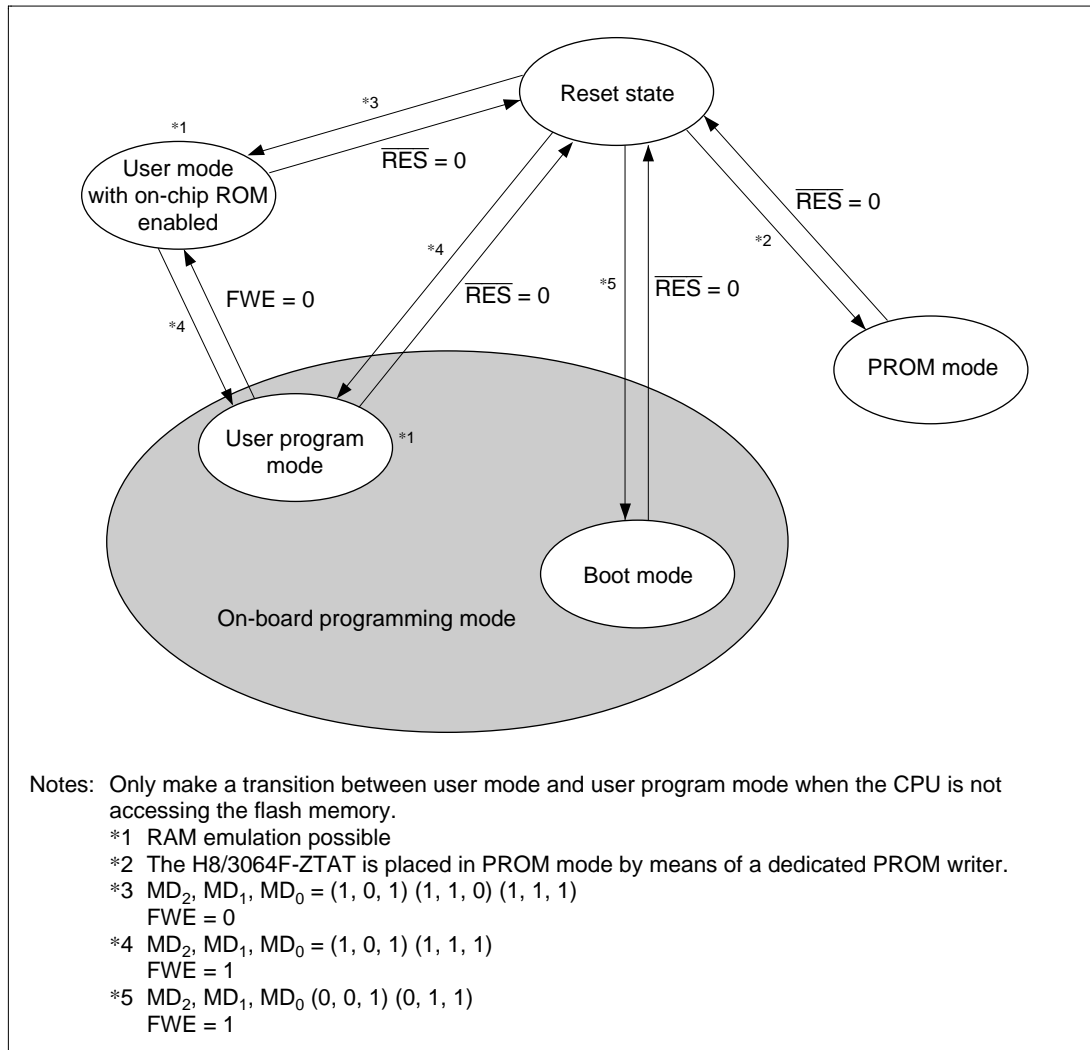 Reset state
*3
*1
User mode
with on-chip ROM
enabled
RES = 0
*4
RES = 0
*5
RES = 0
*2
RES = 0
FWE = 0
*4
PROM mode
User program
mode
*1
Boot mode
On-board programming mode
Notes: Only make a transition between user mode and user program mode when the CPU is not
accessing the flash memory.
*1 RAM emulation possible
*2 The H8/3064F-ZTAT is placed in PROM mode by means of a dedicated PROM writer.
*3 MD2, MD1, MD0 = (1, 0, 1) (1, 1, 0) (1, 1, 1)
FWE = 0
*4 MD2, MD1, MD0 = (1, 0, 1) (1, 1, 1)
FWE = 1
*5 MD2, MD1, MD0 (0, 0, 1) (0, 1, 1)
FWE = 1